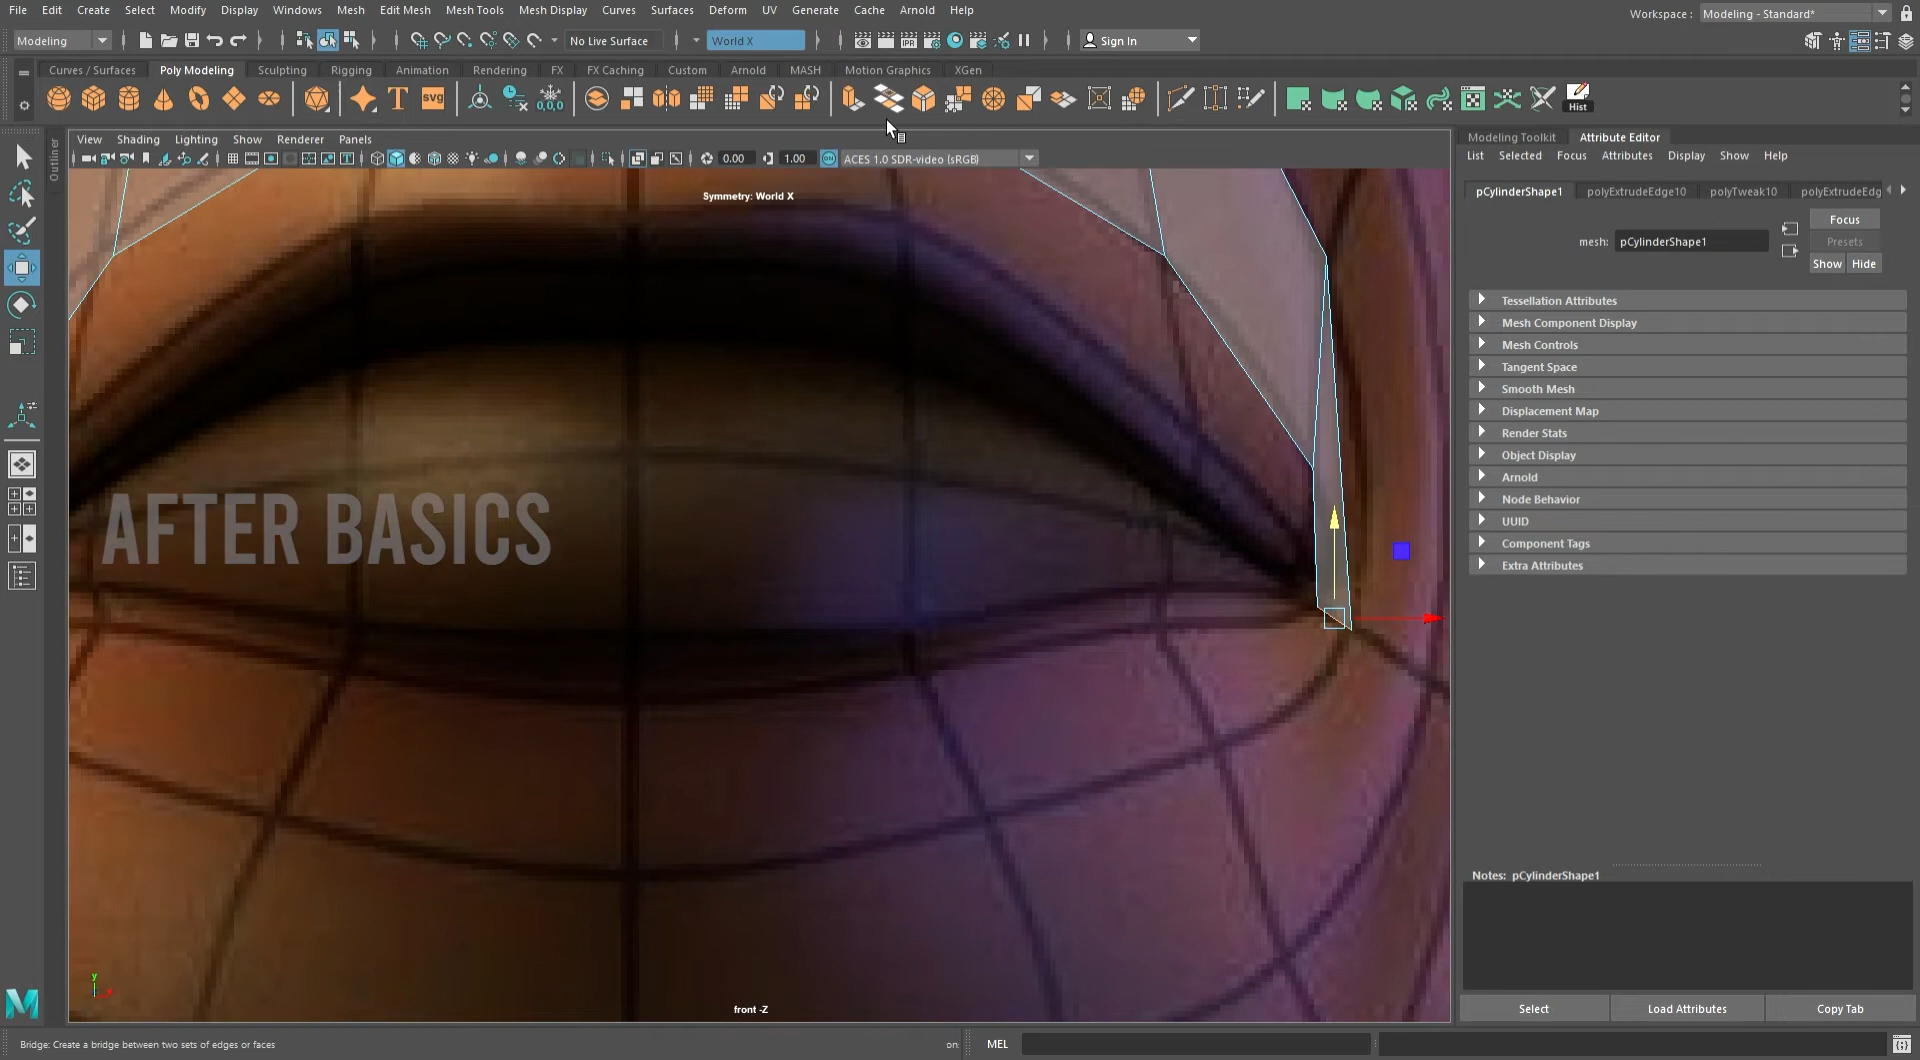 File Edit Create Select Modify Display Windows Mesh Edit Mesh Mesh Tools Mesh Display Curves Surfaces Deform UV Generate Cache Arnold Help
Workspace : Modeling - Standard*
Modeling No Live Surface World X Sign In
Curves / Surfaces Poly Modeling Sculpting Rigging Animation Rendering FX FX Caching Custom Arnold MASH Motion Graphics XGen
T svg 0,0,0 Hist
Outliner
View Shading Lighting Show Renderer Panels
IPR
0.00 1.00 ON ACES 1.0 SDR-video (sRGB)
Symmetry: World X
AFTER BASICS
y
front -Z
Modeling Toolkit Attribute Editor
List Selected Focus Attributes Display Show Help
pCylinderShape1 polyExtrudeEdge10 polyTweak10 polyExtrudeEdg
Focus
mesh: pCylinderShape1 Presets
Show Hide
Tessellation Attributes
Mesh Component Display
Mesh Controls
Tangent Space
Smooth Mesh
Displacement Map
Render Stats
Object Display
Arnold
Node Behavior
UUID
Component Tags
Extra Attributes
Notes: pCylinderShape1
Select Load Attributes Copy Tab
Bridge: Create a bridge between two sets of edges or faces on: MEL